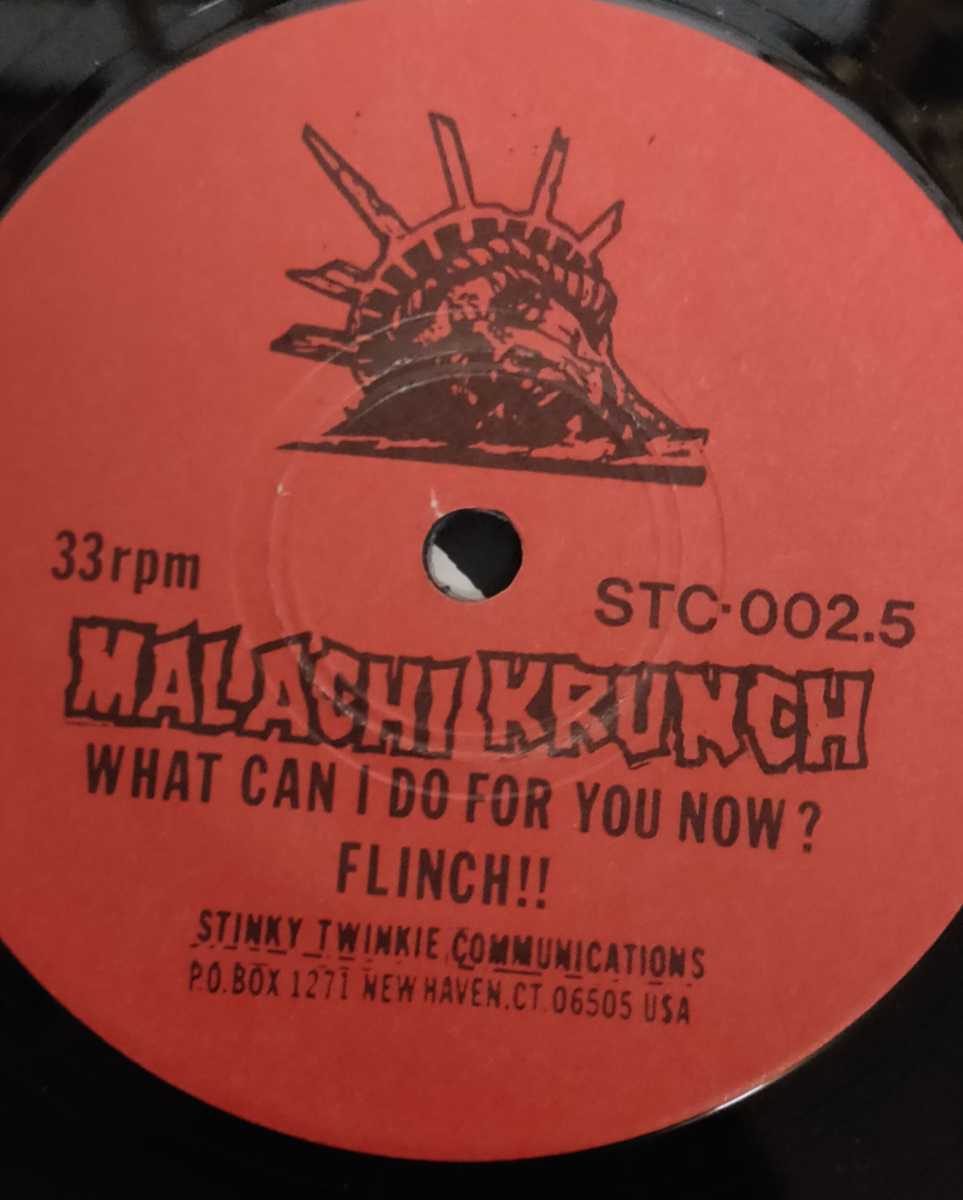 33rpm
STC-002.5
MALACHI KRUNCH
WHAT CAN I DO FOR YOU NOW?
FLINCH!!
STINKY TWINKIE COMMUNICATIONS
P.O. BOX 1271 NEW HAVEN, CT 06505 USA